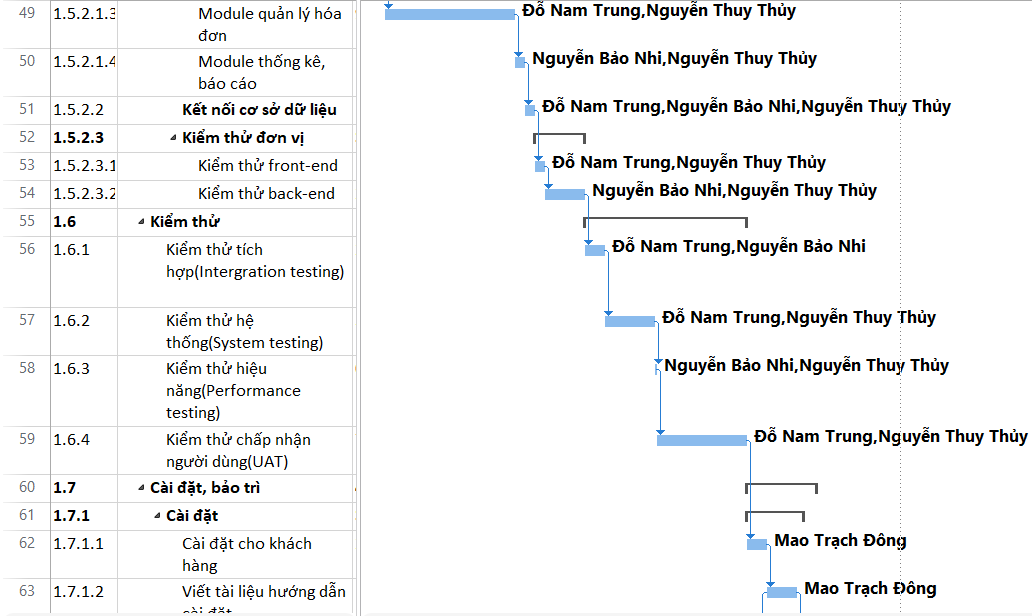 49 1.5.2.1.3 Module quản lý hóa Đỗ Nam Trung,Nguyễn Thuy Thủy
đơn
50 1.5.2.1.4 Module thống kê, Nguyễn Bảo Nhi,Nguyễn Thuy Thủy
báo cáo
51 1.5.2.2 Kết nối cơ sở dữ liệu Đỗ Nam Trung,Nguyễn Bảo Nhi,Nguyễn Thuy Thủy
52 1.5.2.3 Kiểm thử đơn vị
53 1.5.2.3.1 Kiểm thử front-end Đỗ Nam Trung,Nguyễn Thuy Thủy
54 1.5.2.3.2 Kiểm thử back-end Nguyễn Bảo Nhi,Nguyễn Thuy Thủy
55 1.6 Kiểm thử
56 1.6.1 Kiểm thử tích Đỗ Nam Trung,Nguyễn Bảo Nhi
hợp(Intergration testing)
57 1.6.2 Kiểm thử hệ Đỗ Nam Trung,Nguyễn Thuy Thủy
thống(System testing)
58 1.6.3 Kiểm thử hiệu Nguyễn Bảo Nhi,Nguyễn Thuy Thủy
năng(Performance
testing)
59 1.6.4 Kiểm thử chấp nhận Đỗ Nam Trung,Nguyễn Thuy Thủy
người dùng(UAT)
60 1.7 Cài đặt, bảo trì
61 1.7.1 Cài đặt
62 1.7.1.1 Cài đặt cho khách Mao Trạch Đông
hàng
63 1.7.1.2 Viết tài liệu hướng dẫn Mao Trạch Đông
cài đặt